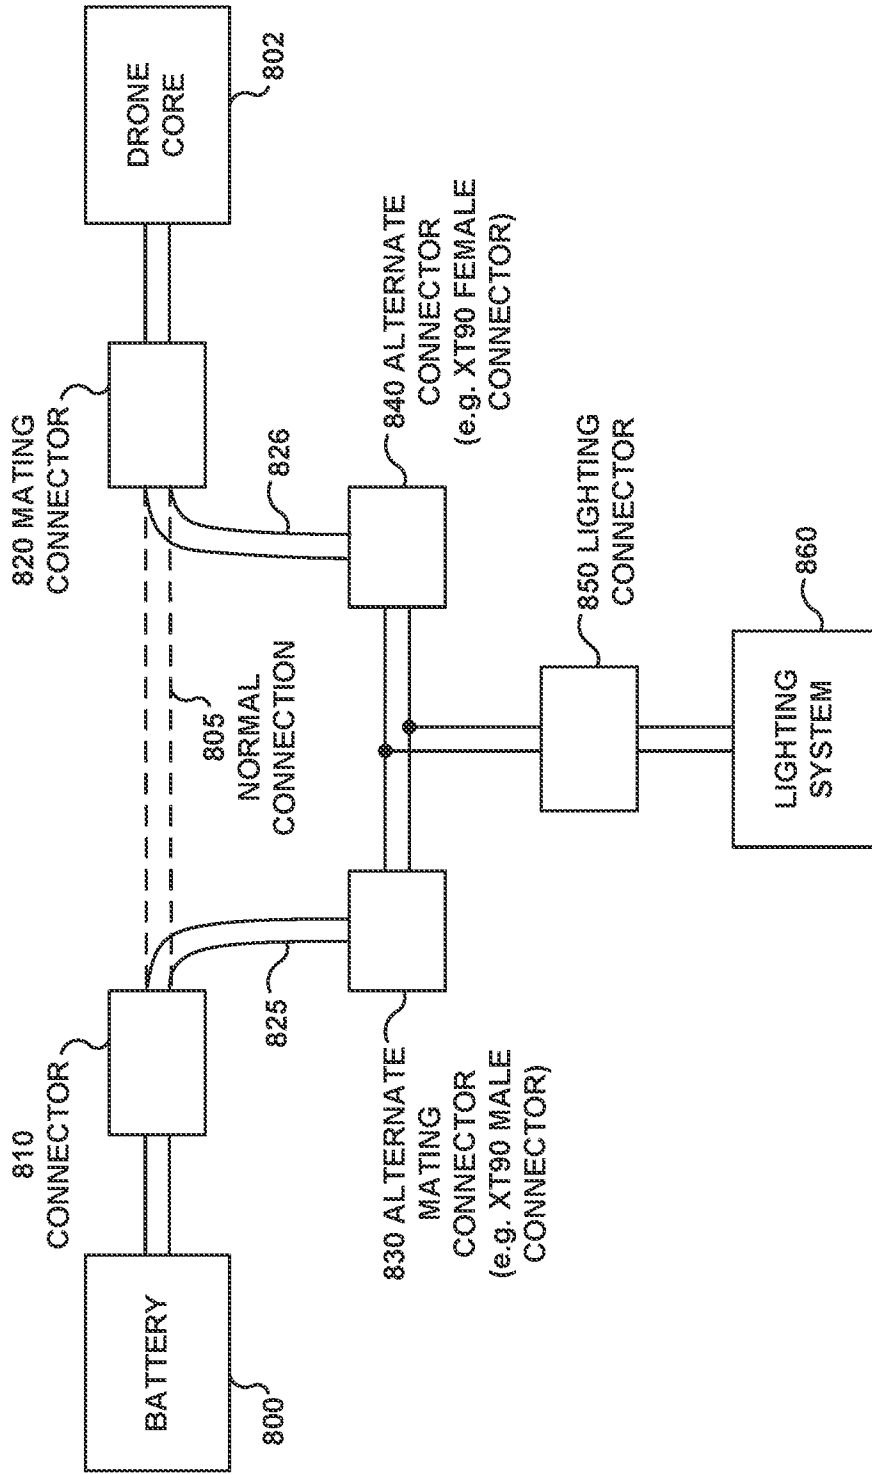 BATTERY
800
810
CONNECTOR
820 MATING
CONNECTOR
DRONE
CORE
802
805
NORMAL
CONNECTION
825
826
830 ALTERNATE
MATING
CONNECTOR
(e.g. XT90 MALE
CONNECTOR)
840 ALTERNATE
CONNECTOR
(e.g. XT90 FEMALE
CONNECTOR)
850 LIGHTING
CONNECTOR
LIGHTING
SYSTEM
860